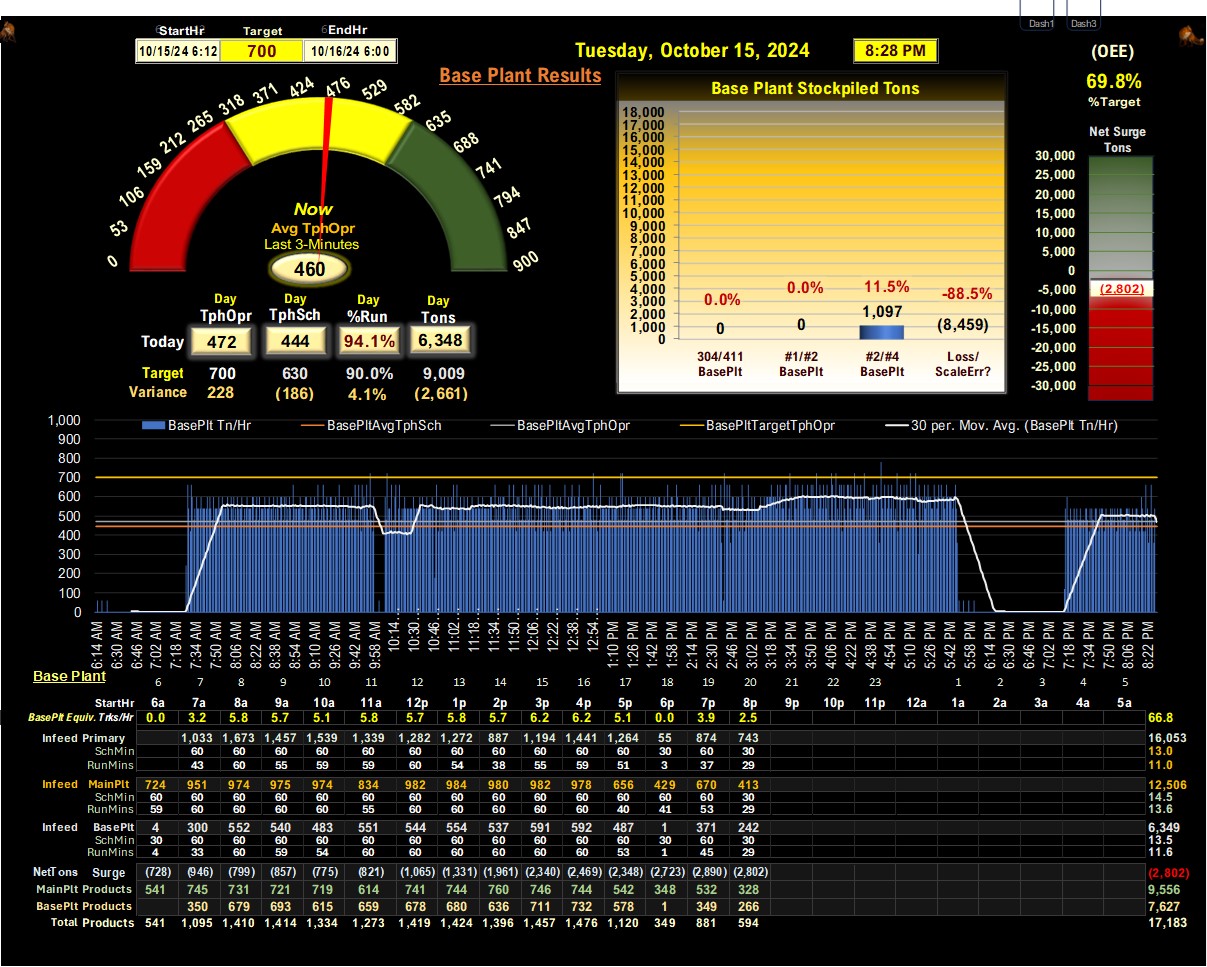 Dash1 Dash3
StartHr Target EndHr
10/15/24 6:12 700 10/16/24 6:00
Tuesday, October 15, 2024 8:28 PM
(OEE)
69.8%
%Target
Base Plant Results
0 53 106 159 212 265 318 371 424 476 529 582 635 688 741 794 847 900
Now
Avg TphOpr
Last 3-Minutes
460
Day Day Day Day
TphOpr TphSch %Run Tons
Today 472 444 94.1% 6,348
Target 700 630 90.0% 9,009
Variance 228 (186) 4.1% (2,661)
Base Plant Stockpiled Tons
18,000
17,000
16,000
15,000
14,000
13,000
12,000
11,000
10,000
9,000
8,000
7,000
6,000
5,000
4,000
3,000
2,000
1,000
0
0.0% 0.0% 11.5% -88.5%
0 0 1,097 (8,459)
304/411 #1/#2 #2/#4 Loss/
BasePlt BasePlt BasePlt ScaleErr?
Net Surge
Tons
30,000
25,000
20,000
15,000
10,000
5,000
0
-5,000
-10,000
-15,000
-20,000
-25,000
-30,000
(2,802)
BasePlt Tn/Hr BasePltAvgTphSch BasePltAvgTphOpr BasePltTargetTphOpr 30 per. Mov. Avg. (BasePlt Tn/Hr)
1,000
900
800
700
600
500
400
300
200
100
0
6:14 AM 6:30 AM 6:46 AM 7:02 AM 7:18 AM 7:34 AM 7:50 AM 8:06 AM 8:22 AM 8:38 AM 8:54 AM 9:10 AM 9:26 AM 9:42 AM 9:58 AM 10:14... 10:30... 10:46... 11:02... 11:18... 11:34... 11:50... 12:06... 12:22... 12:38... 12:54... 1:10 PM 1:26 PM 1:42 PM 1:58 PM 2:14 PM 2:30 PM 2:46 PM 3:02 PM 3:18 PM 3:34 PM 3:50 PM 4:06 PM 4:22 PM 4:38 PM 4:54 PM 5:10 PM 5:26 PM 5:42 PM 5:58 PM 6:14 PM 6:30 PM 6:46 PM 7:02 PM 7:18 PM 7:34 PM 7:50 PM 8:06 PM 8:22 PM
Base Plant
6 7 8 9 10 11 12 13 14 15 16 17 18 19 20 21 22 23 1 2 3 4 5
StartHr 6a 7a 8a 9a 10a 11a 12p 1p 2p 3p 4p 5p 6p 7p 8p 9p 10p 11p 12a 1a 2a 3a 4a 5a
BasePlt Equiv. Trks/Hr 0.0 3.2 5.8 5.7 5.1 5.8 5.7 5.8 5.7 6.2 6.2 5.1 0.0 3.9 2.5 66.8
Infeed Primary 1,033 1,673 1,457 1,539 1,339 1,282 1,272 887 1,194 1,441 1,264 55 874 743 16,053
SchMin 60 60 60 60 60 60 60 60 60 60 60 30 60 30 13.0
RunMins 43 60 55 59 59 60 54 38 55 59 51 3 37 29 11.0
Infeed MainPlt 724 951 974 975 974 834 982 984 980 982 978 656 429 670 413 12,506
SchMin 60 60 60 60 60 60 60 60 60 60 60 60 60 60 30 14.5
RunMins 59 60 60 60 60 55 60 60 60 60 60 40 41 53 29 13.6
Infeed BasePlt 4 300 552 540 483 551 544 554 537 591 592 487 1 371 242 6,349
SchMin 30 60 60 60 60 60 60 60 60 60 60 60 30 60 30 13.5
RunMins 4 33 60 59 54 60 60 60 60 60 60 53 1 45 29 11.6
NetTons Surge (728) (946) (799) (857) (775) (821) (1,065) (1,331) (1,961) (2,340) (2,469) (2,348) (2,723) (2,890) (2,802) (2,802)
MainPlt Products 541 745 731 721 719 614 741 744 760 746 744 542 348 532 328 9,556
BasePlt Products 350 679 693 615 659 678 680 636 711 732 578 1 349 266 7,627
Total Products 541 1,095 1,410 1,414 1,334 1,273 1,419 1,424 1,396 1,457 1,476 1,120 349 881 594 17,183